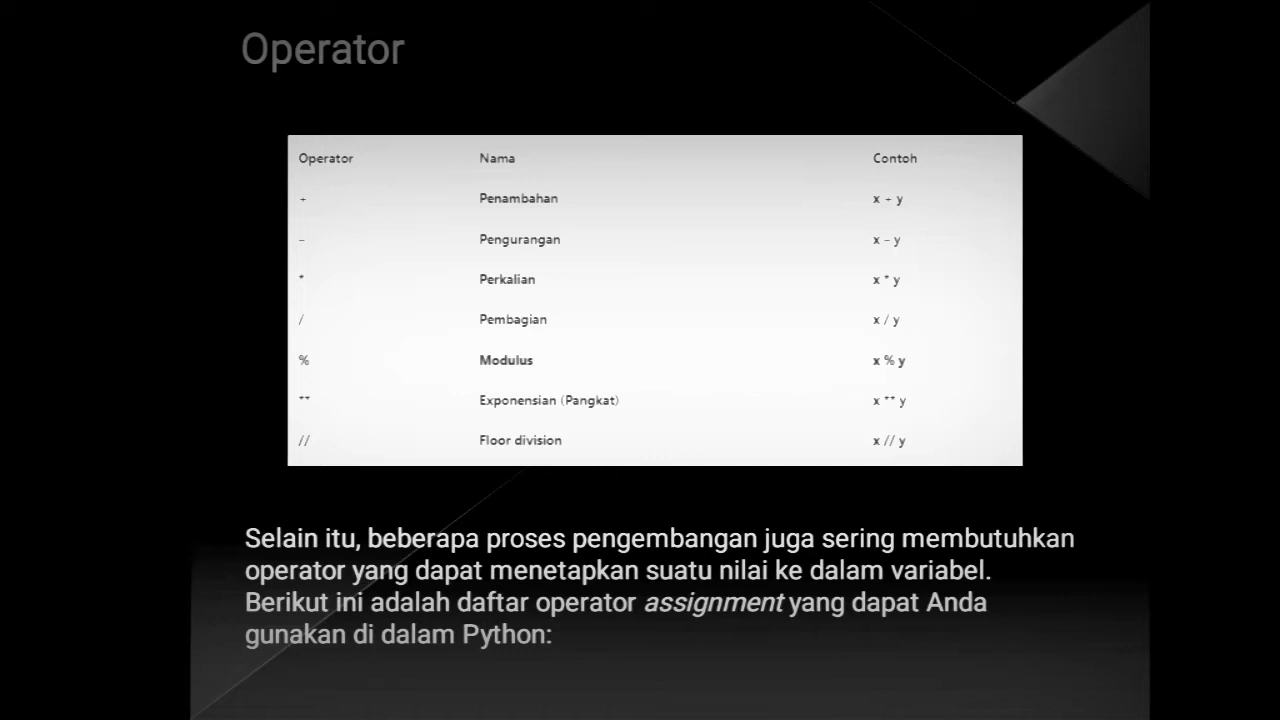 Operator
Operator Nama Contoh
+ Penambahan x + y
– Pengurangan x – y
* Perkalian x * y
/ Pembagian x / y
% Modulus x % y
** Exponensian (Pangkat) x ** y
// Floor division x // y
Selain itu, beberapa proses pengembangan juga sering membutuhkan
operator yang dapat menetapkan suatu nilai ke dalam variabel.
Berikut ini adalah daftar operator assignment yang dapat Anda
gunakan di dalam Python: